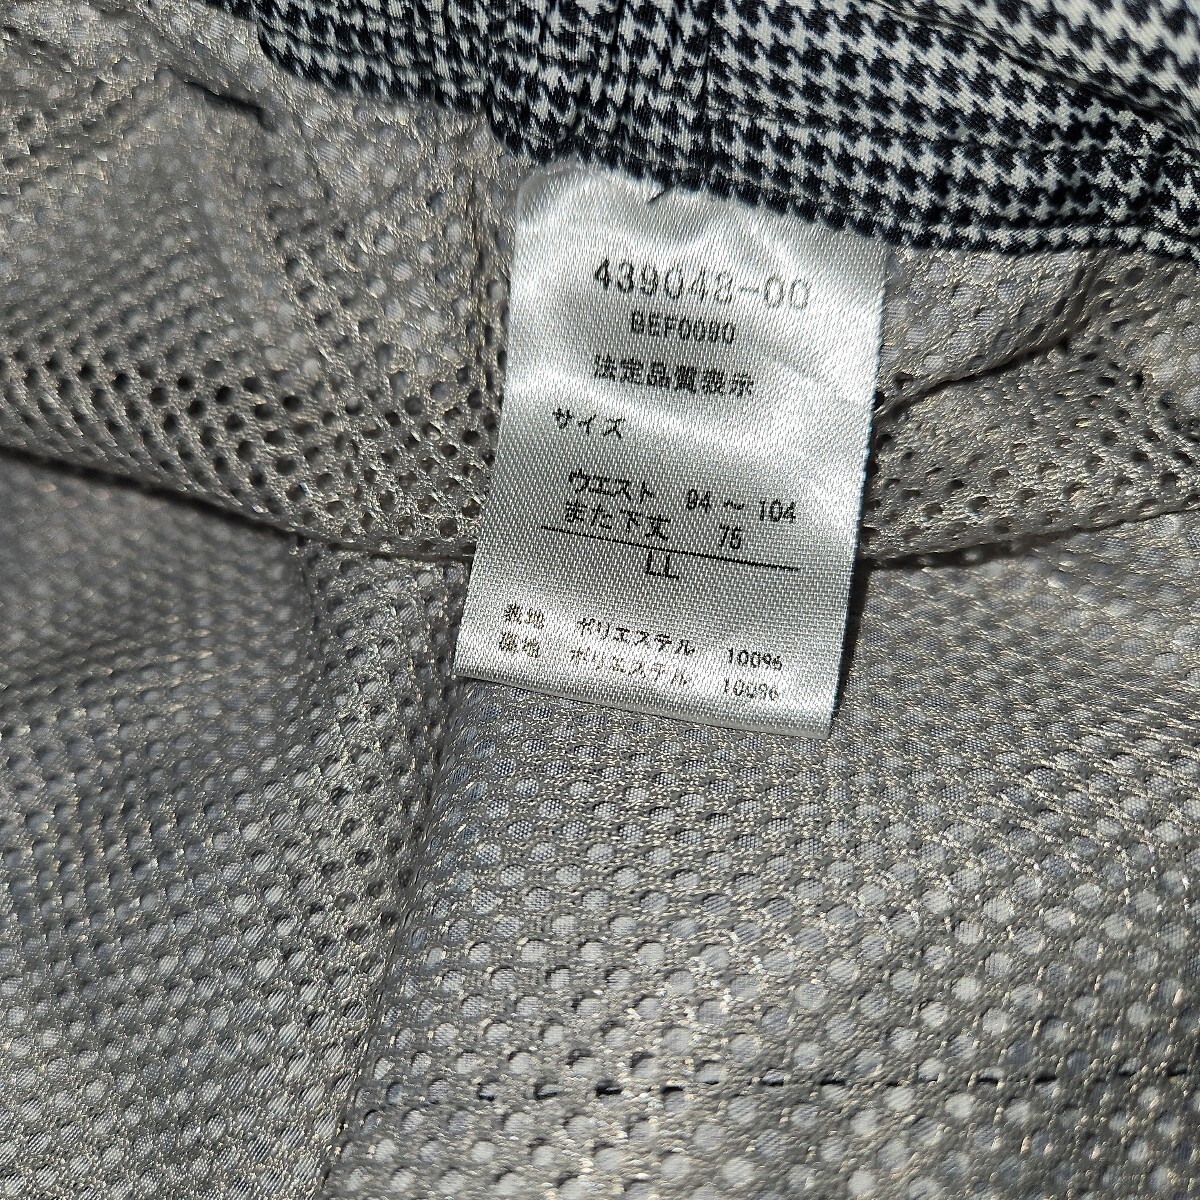 439048-00
BEF0090
法定品質表示
サイズ
ウエスト 94～104
また下丈 75
LL
表地 ポリエステル 100%
裏地 ポリエステル 100%